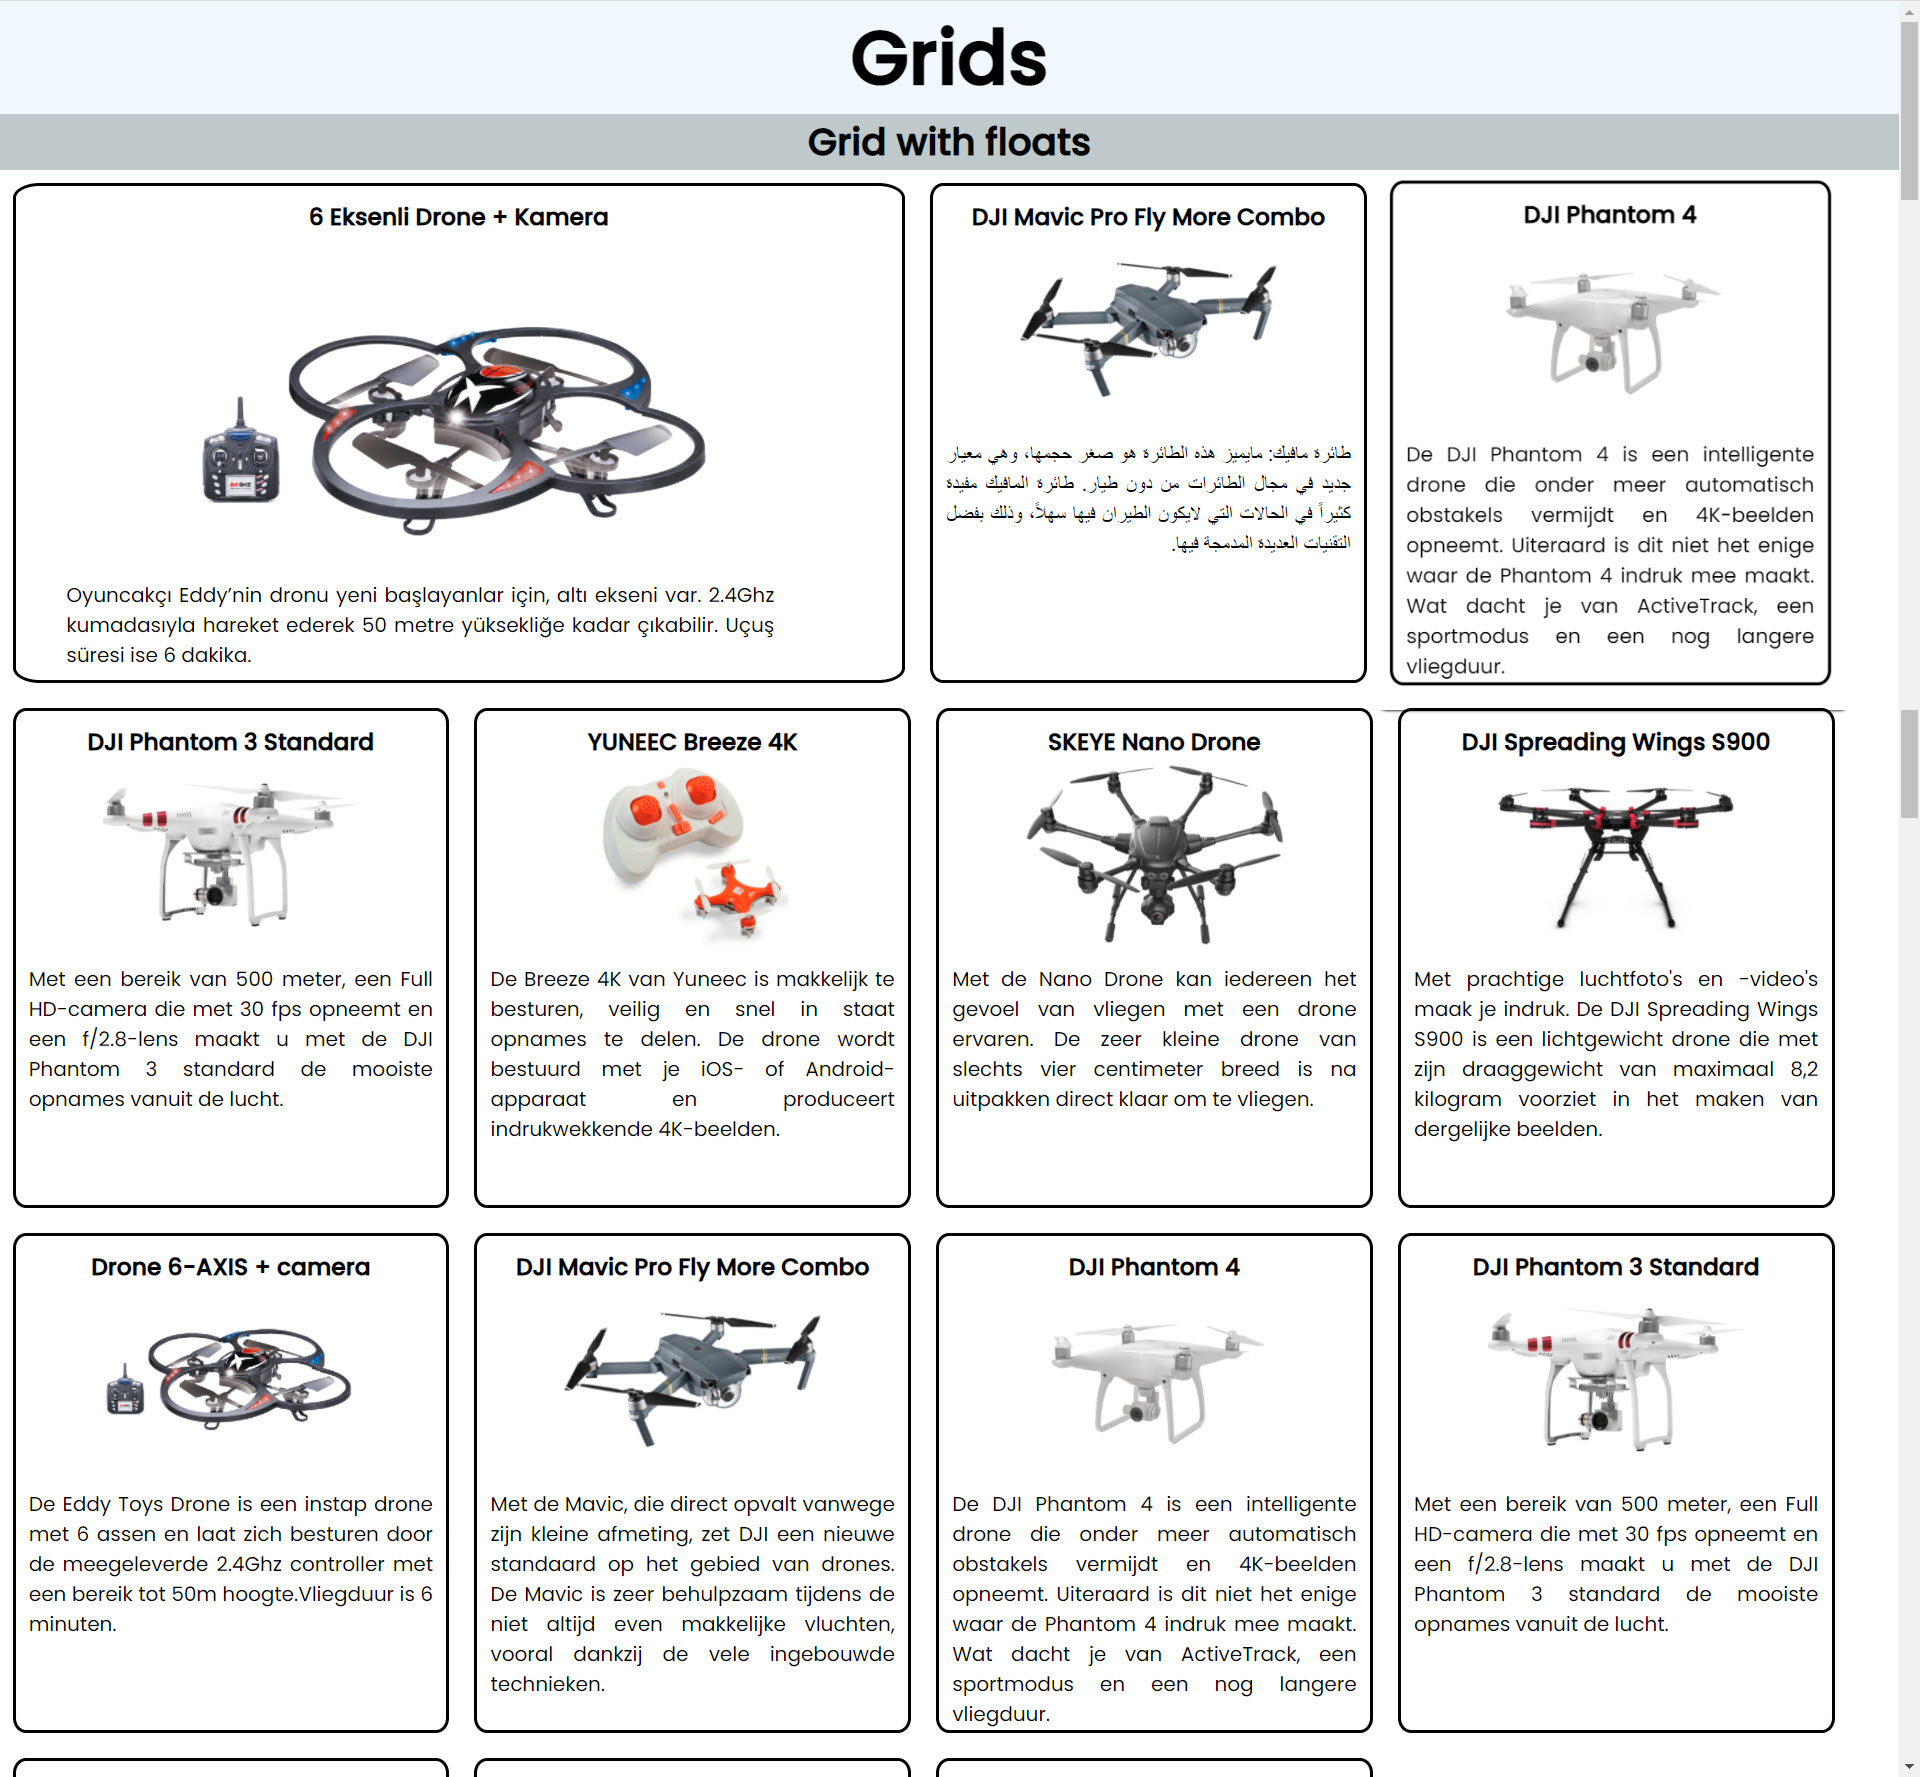 Grids
Grid with floats
6 Eksenli Drone + Kamera
Oyuncakçı Eddy’nin dronu yeni başlayanlar için, altı ekseni var. 2.4Ghz
kumadasıyla hareket ederek 50 metre yüksekliğe kadar çıkabilir. Uçuş
süresi ise 6 dakika.
DJI Mavic Pro Fly More Combo
طائرة مافيك: مايميز هذه الطائرة هو صغر حجمها، وهي معيار
جديد في مجال الطائرات من دون طيار. طائرة المافيك مفيدة
كثيراً في الحالات التي لايكون الطيران فيها سهلاً، وذلك بفضل
التقنيات العديدة المدمجة فيها.
DJI Phantom 4
De DJI Phantom 4 is een intelligente
drone die onder meer automatisch
obstakels vermijdt en 4K-beelden
opneemt. Uiteraard is dit niet het enige
waar de Phantom 4 indruk mee maakt.
Wat dacht je van ActiveTrack, een
sportmodus en een nog langere
vliegduur.
DJI Phantom 3 Standard
Met een bereik van 500 meter, een Full
HD-camera die met 30 fps opneemt en
een f/2.8-lens maakt u met de DJI
Phantom 3 standard de mooiste
opnames vanuit de lucht.
YUNEEC Breeze 4K
De Breeze 4K van Yuneec is makkelijk te
besturen, veilig en snel in staat
opnames te delen. De drone wordt
bestuurd met je iOS- of Android-
apparaat en produceert
indrukwekkende 4K-beelden.
SKEYE Nano Drone
Met de Nano Drone kan iedereen het
gevoel van vliegen met een drone
ervaren. De zeer kleine drone van
slechts vier centimeter breed is na
uitpakken direct klaar om te vliegen.
DJI Spreading Wings S900
Met prachtige luchtfoto's en -video's
maak je indruk. De DJI Spreading Wings
S900 is een lichtgewicht drone die met
zijn draaggewicht van maximaal 8,2
kilogram voorziet in het maken van
dergelijke beelden.
Drone 6-AXIS + camera
De Eddy Toys Drone is een instap drone
met 6 assen en laat zich besturen door
de meegeleverde 2.4Ghz controller met
een bereik tot 50m hoogte.Vliegduur is 6
minuten.
DJI Mavic Pro Fly More Combo
Met de Mavic, die direct opvalt vanwege
zijn kleine afmeting, zet DJI een nieuwe
standaard op het gebied van drones.
De Mavic is zeer behulpzaam tijdens de
niet altijd even makkelijke vluchten,
vooral dankzij de vele ingebouwde
technieken.
DJI Phantom 4
De DJI Phantom 4 is een intelligente
drone die onder meer automatisch
obstakels vermijdt en 4K-beelden
opneemt. Uiteraard is dit niet het enige
waar de Phantom 4 indruk mee maakt.
Wat dacht je van ActiveTrack, een
sportmodus en een nog langere
vliegduur.
DJI Phantom 3 Standard
Met een bereik van 500 meter, een Full
HD-camera die met 30 fps opneemt en
een f/2.8-lens maakt u met de DJI
Phantom 3 standard de mooiste
opnames vanuit de lucht.